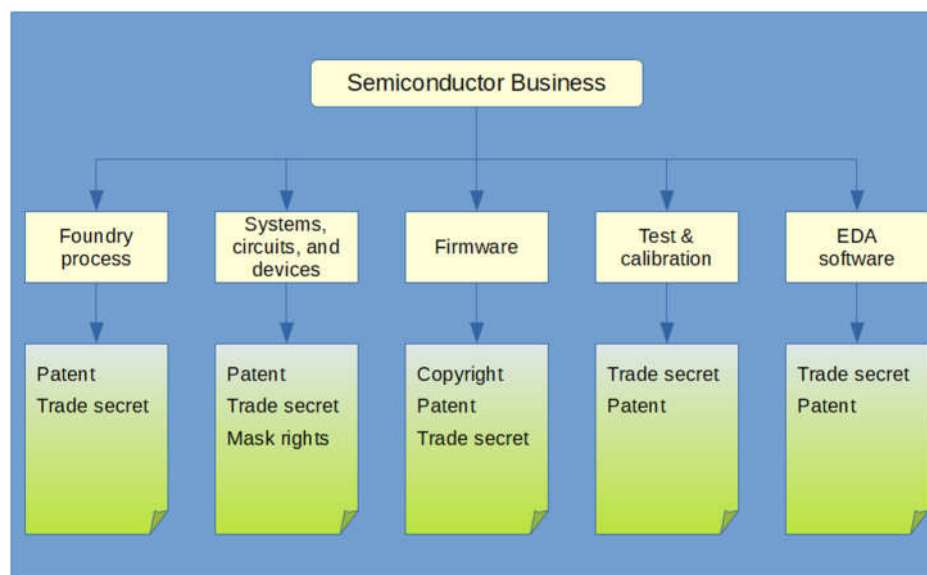 Semiconductor Business
Foundry
process
Systems,
circuits, and
devices
Firmware
Test &
calibration
EDA
software
Patent
Trade secret
Patent
Trade secret
Mask rights
Copyright
Patent
Trade secret
Trade secret
Patent
Trade secret
Patent